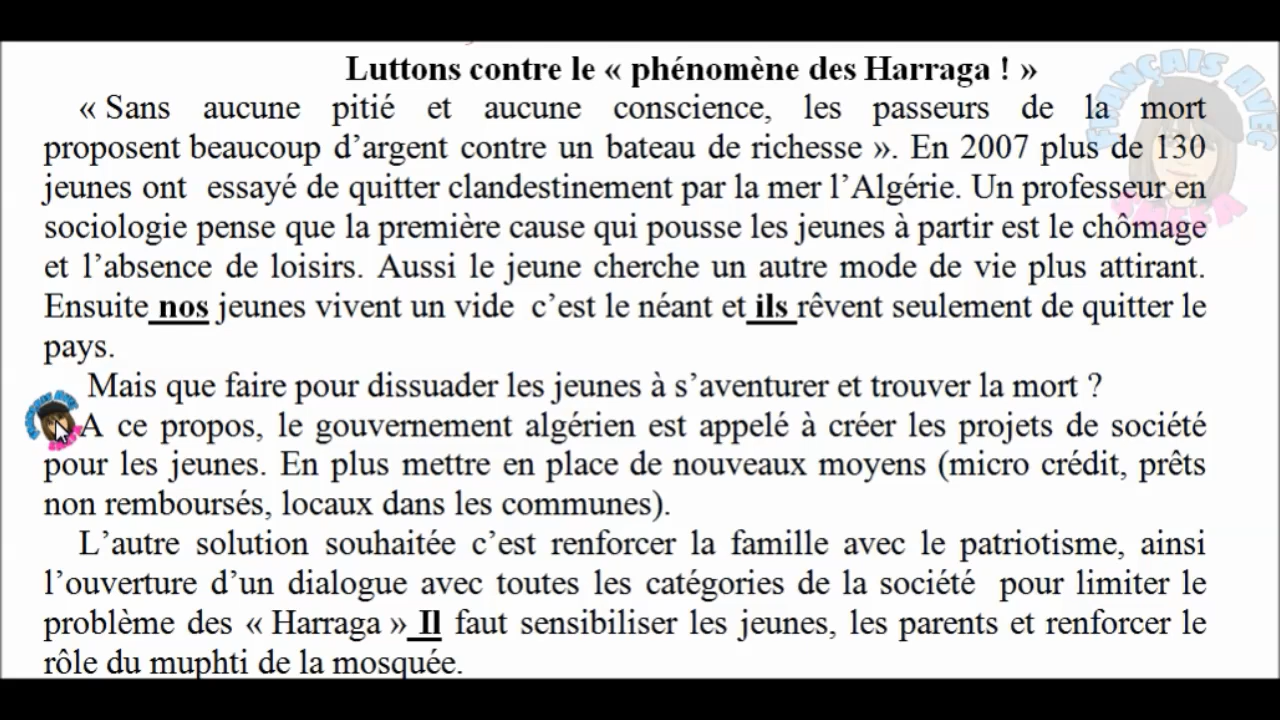 Luttons contre le « phénomène des Harraga ! »
« Sans aucune pitié et aucune conscience, les passeurs de la mort
proposent beaucoup d’argent contre un bateau de richesse ». En 2007 plus de 130
jeunes ont essayé de quitter clandestinement par la mer l’Algérie. Un professeur en
sociologie pense que la première cause qui pousse les jeunes à partir est le chômage
et l’absence de loisirs. Aussi le jeune cherche un autre mode de vie plus attirant.
Ensuite nos jeunes vivent un vide c’est le néant et ils rêvent seulement de quitter le
pays.
Mais que faire pour dissuader les jeunes à s’aventurer et trouver la mort ?
A ce propos, le gouvernement algérien est appelé à créer les projets de société
pour les jeunes. En plus mettre en place de nouveaux moyens (micro crédit, prêts
non remboursés, locaux dans les communes).
L’autre solution souhaitée c’est renforcer la famille avec le patriotisme, ainsi
l’ouverture d’un dialogue avec toutes les catégories de la société pour limiter le
problème des « Harraga » Il faut sensibiliser les jeunes, les parents et renforcer le
rôle du muphti de la mosquée.
FRANÇAIS AVEC